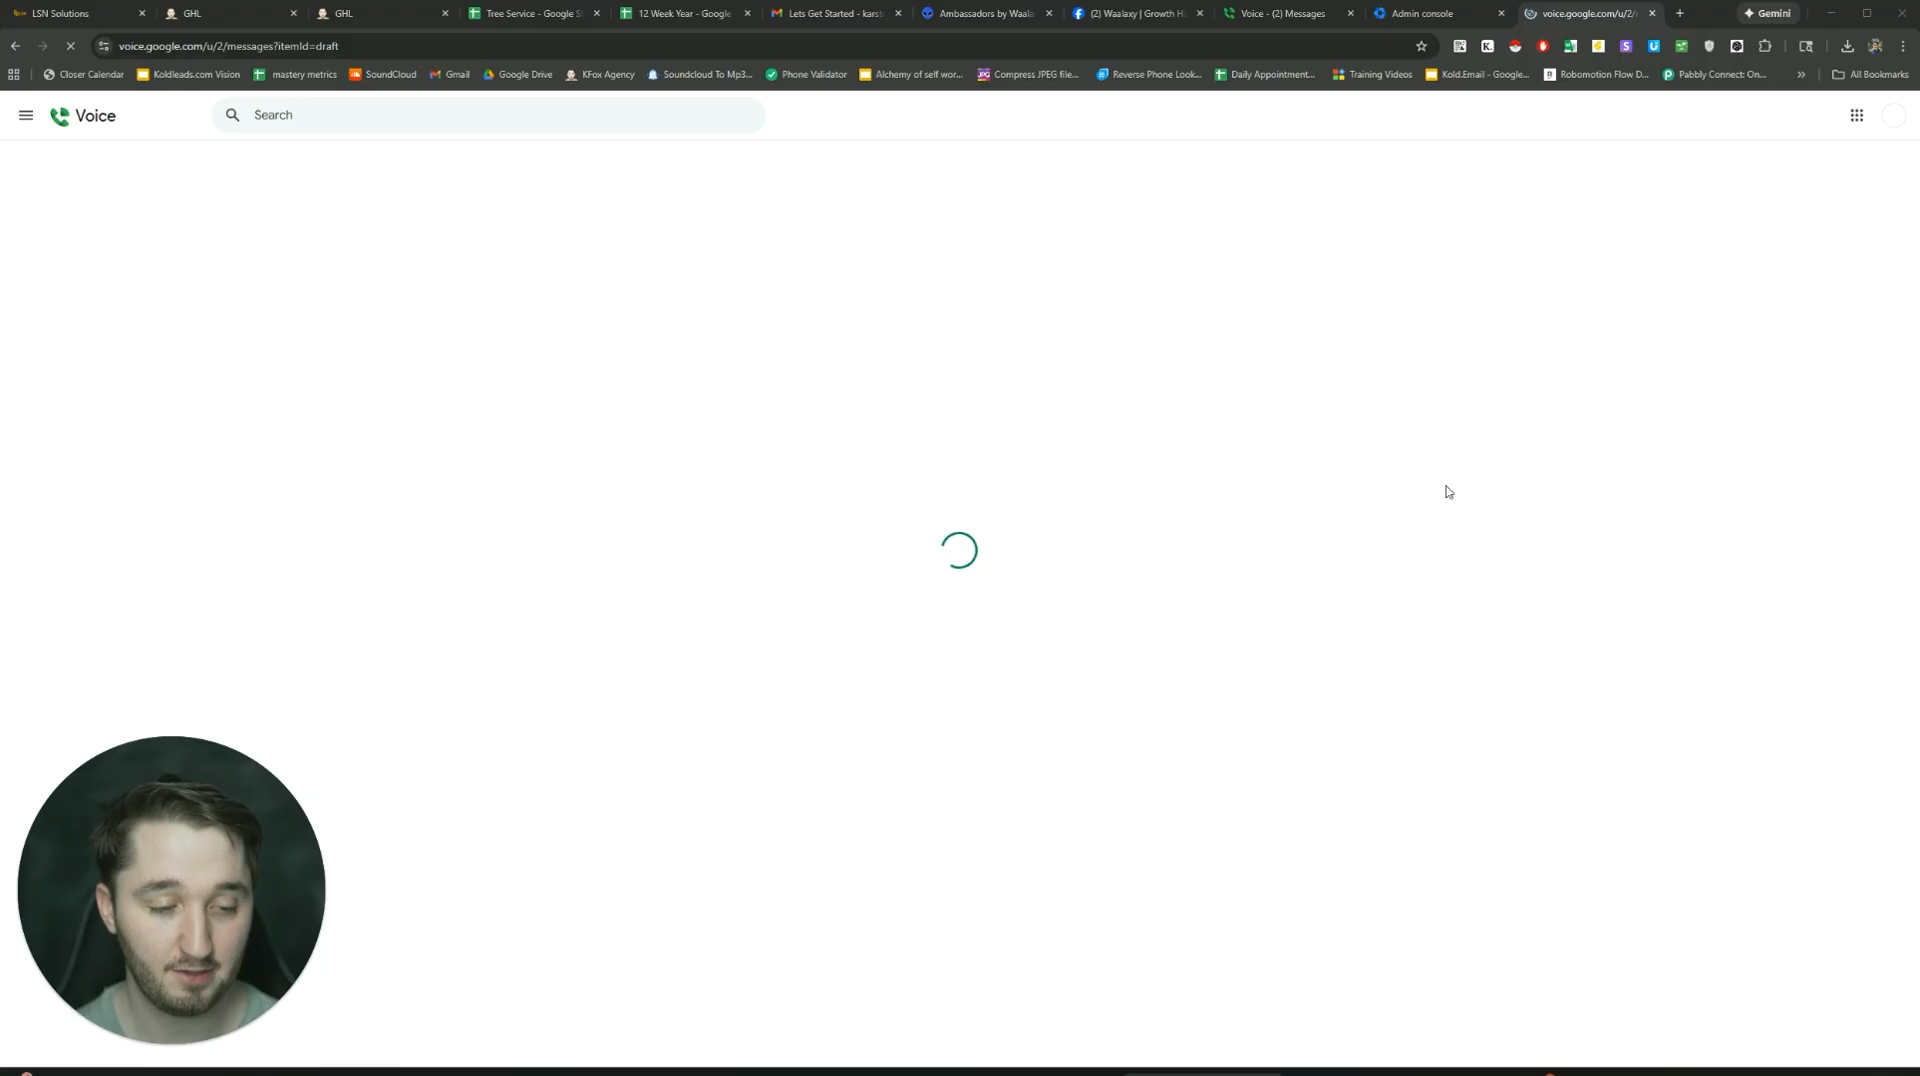 LSN Solutions
GHL
GHL
Tree Service - Google S
12 Week Year - Google
Lets Get Started - karst
Ambassadors by Waala
(2) Waalaxy | Growth H
Voice - (2) Messages
Admin console
voice.google.com/u/2/
Gemini
voice.google.com/u/2/messages?itemId=draft
Closer Calendar
Koldleads.com Vision
mastery metrics
SoundCloud
Gmail
Google Drive
KFox Agency
Soundcloud To Mp3...
Phone Validator
Alchemy of self wor...
Compress JPEG file...
Reverse Phone Look...
Daily Appointment...
Training Videos
Kold.Email - Google...
Robomotion Flow D...
Pabbly Connect: On...
All Bookmarks
Voice
Search